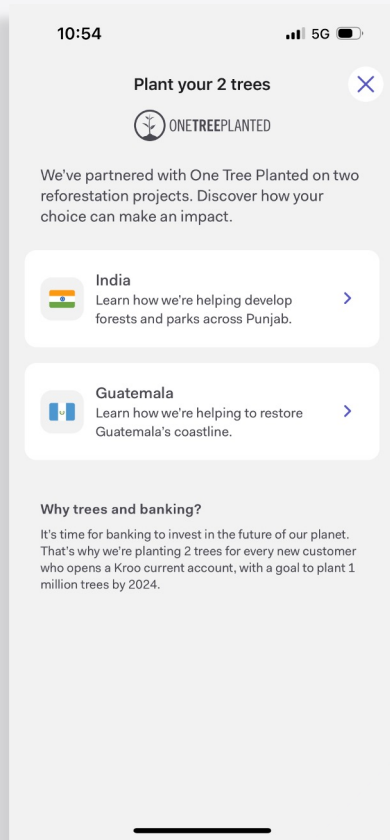 10:54
5G
Plant your 2 trees
ONETREEPLANTED
We've partnered with One Tree Planted on two
reforestation projects. Discover how your
choice can make an impact.
India
Learn how we're helping develop
forests and parks across Punjab.
Guatemala
Learn how we're helping to restore
Guatemala's coastline.
Why trees and banking?
It's time for banking to invest in the future of our planet.
That's why we're planting 2 trees for every new customer
who opens a Kroo current account, with a goal to plant 1
million trees by 2024.